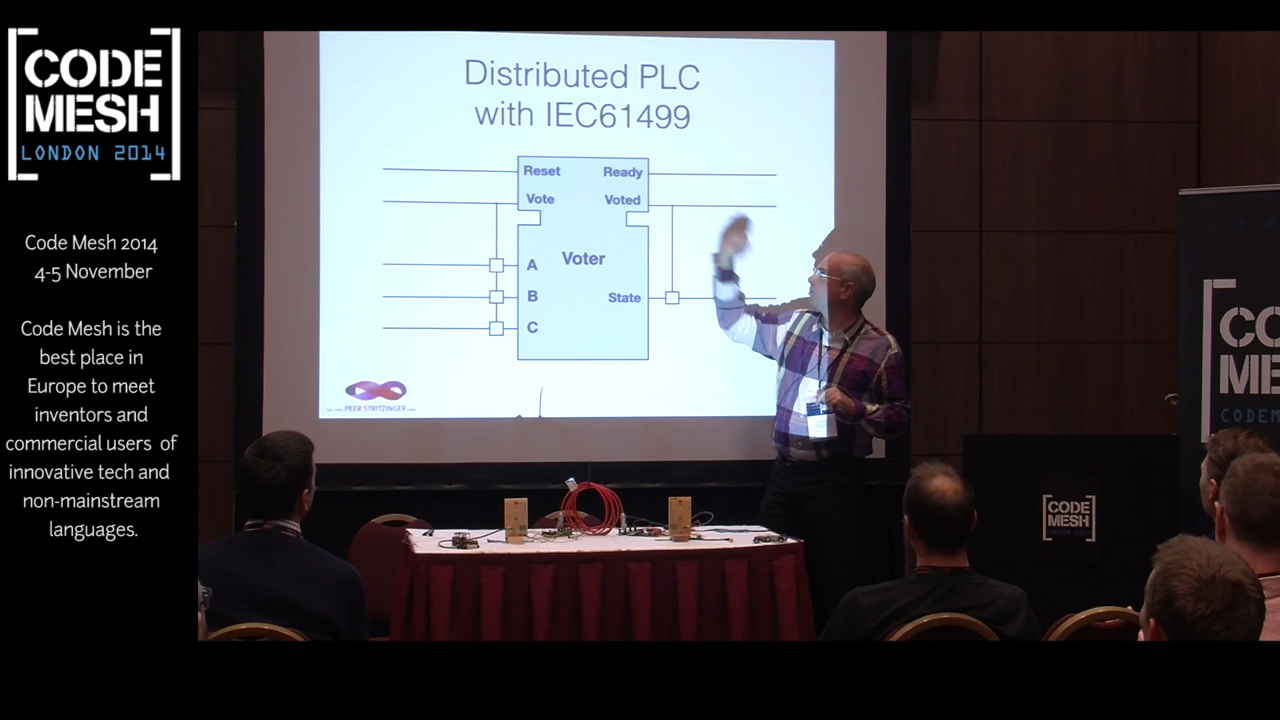 CODE
MESH
LONDON 2014
Code Mesh 2014
4-5 November
Code Mesh is the
best place in
Europe to meet
inventors and
commercial users of
innovative tech and
non-mainstream
languages.
Distributed PLC
with IEC61499
Reset
Ready
Vote
Voted
Voter
A
B
State
C
PEER STRITZINGER
CODE
MESH
CO
ME
CODEM